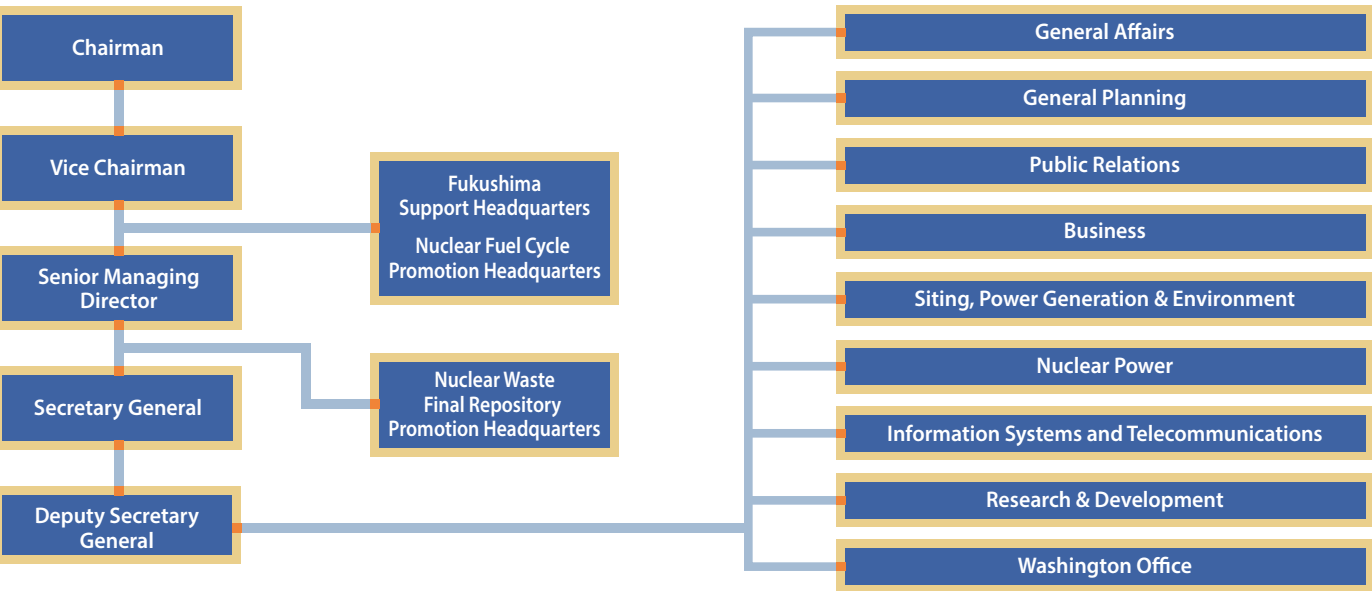 Chairman
Vice Chairman
Senior Managing
Director
Secretary General
Deputy Secretary
General
Fukushima
Support Headquarters
Nuclear Fuel Cycle
Promotion Headquarters
Nuclear Waste
Final Repository
Promotion Headquarters
General Affairs
General Planning
Public Relations
Business
Siting, Power Generation & Environment
Nuclear Power
Information Systems and Telecommunications
Research & Development
Washington Office